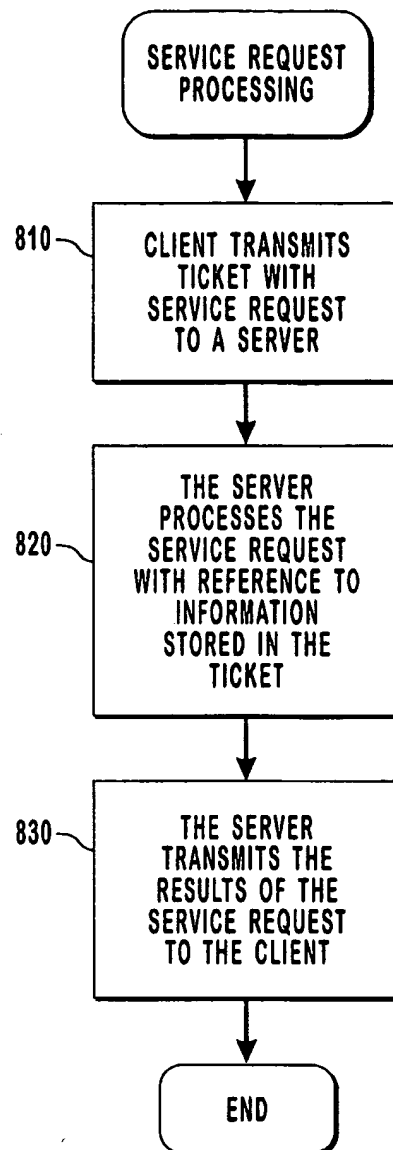 SERVICE REQUEST
PROCESSING
810
CLIENT TRANSMITS
TICKET WITH
SERVICE REQUEST
TO A SERVER
820
THE SERVER
PROCESSES THE
SERVICE REQUEST
WITH REFERENCE TO
INFORMATION
STORED IN THE
TICKET
830
THE SERVER
TRANSMITS THE
RESULTS OF THE
SERVICE REQUEST
TO THE CLIENT
END